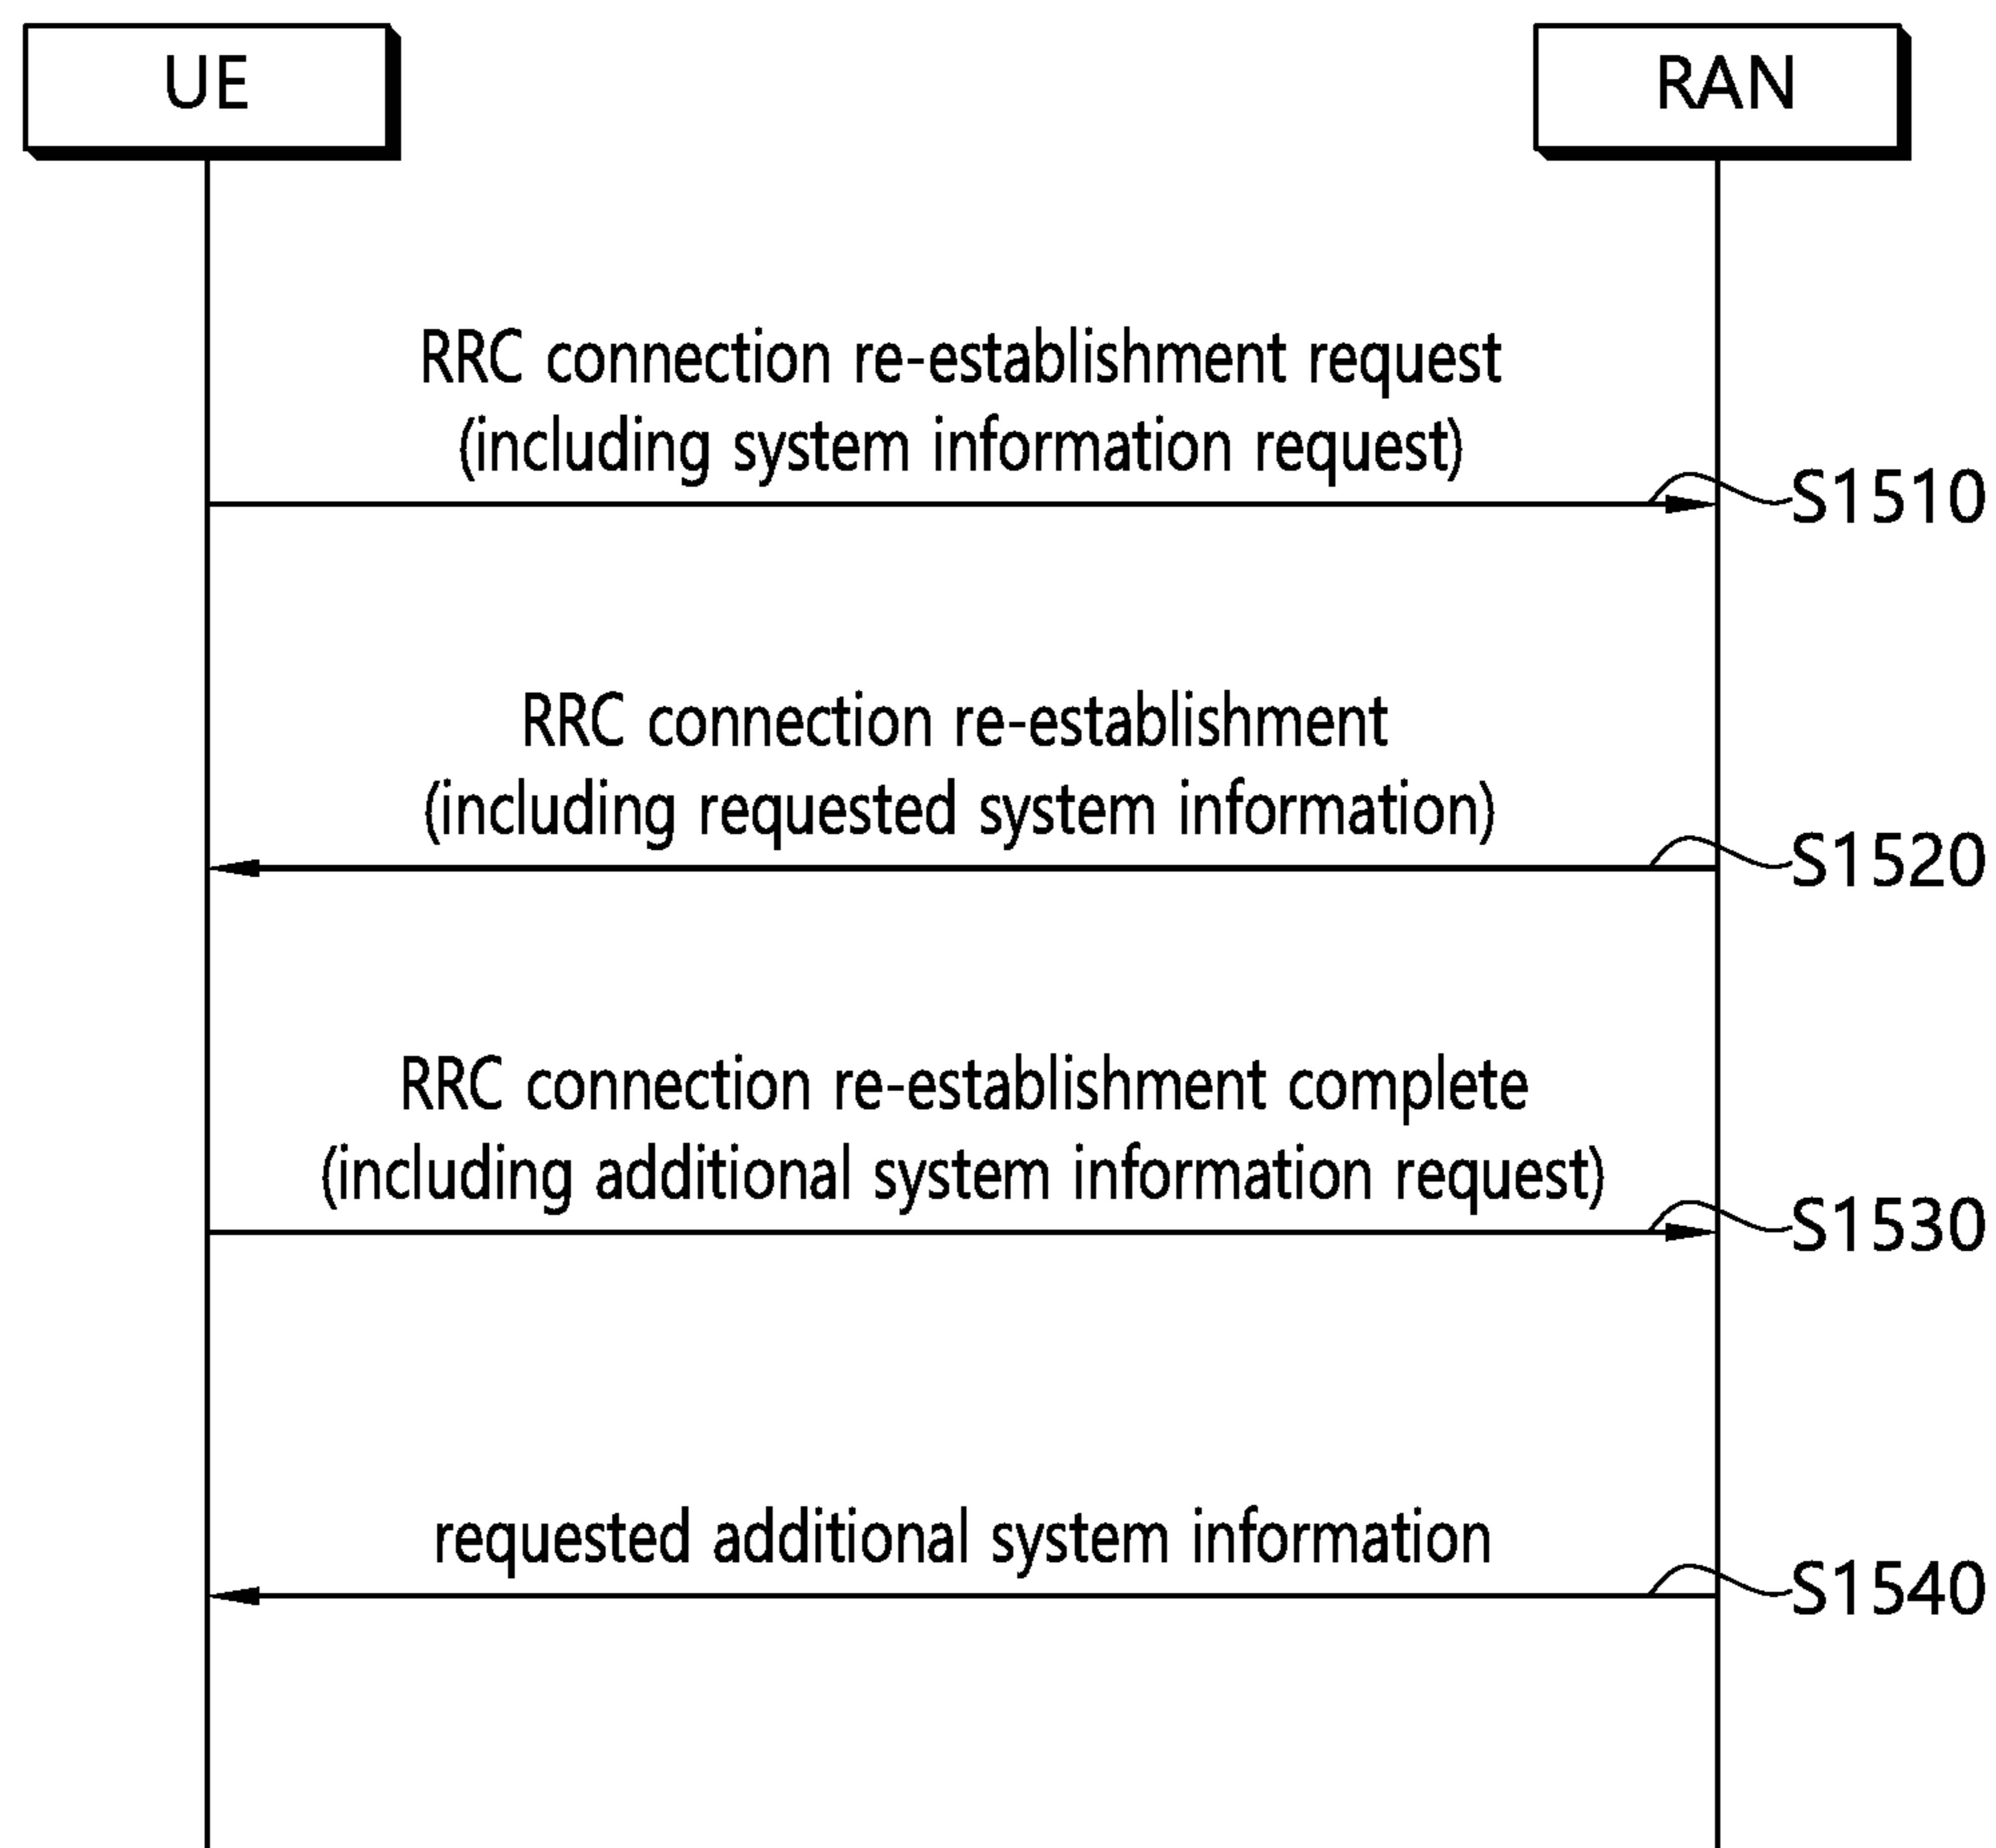 UE
RAN
RRC connection re-establishment request
(including system information request)
S1510
RRC connection re-establishment
(including requested system information)
S1520
RRC connection re-establishment complete
(including additional system information request)
S1530
requested additional system information
S1540